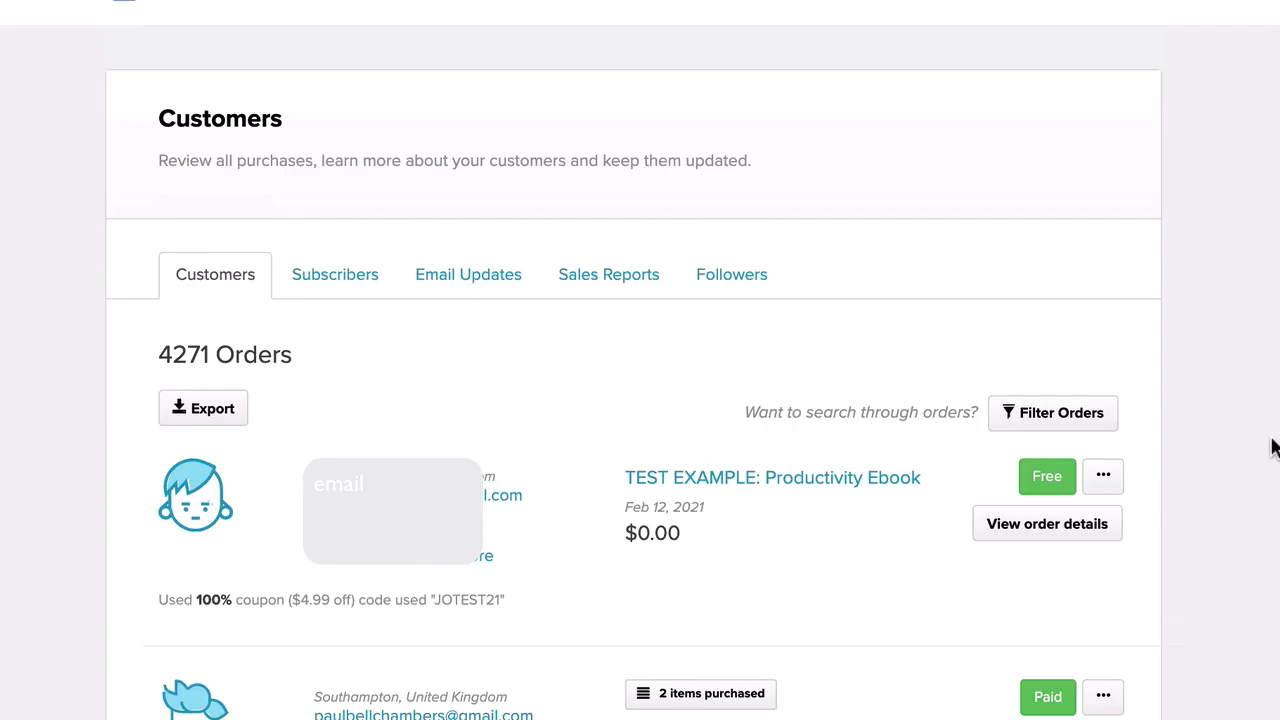 Customers
Review all purchases, learn more about your customers and keep them updated.
Customers Subscribers Email Updates Sales Reports Followers
4271 Orders
Export
Want to search through orders? Filter Orders
email
m
l.com
re
TEST EXAMPLE: Productivity Ebook
Feb 12, 2021
$0.00
Free •••
View order details
Used 100% coupon ($4.99 off) code used "JOTEST21"
Southampton, United Kingdom
paulbellchambers@gmail.com
2 items purchased
Paid •••